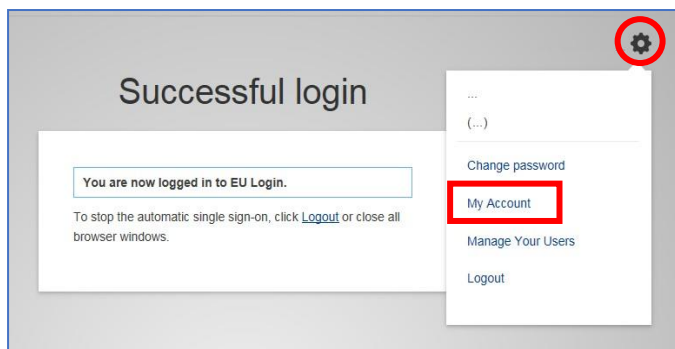 Successful login
You are now logged in to EU Login.
To stop the automatic single sign-on, click Logout or close all
browser windows.
...
(...)
Change password
My Account
Manage Your Users
Logout